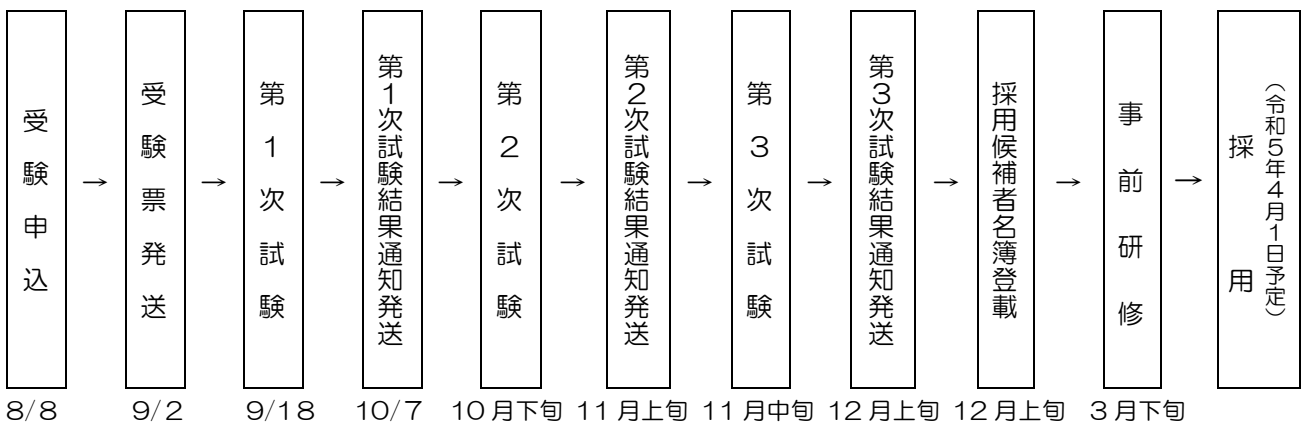 受験申込
→
受験票発送
→
第1次試験
→
第1次試験結果通知発送
→
第2次試験
→
第2次試験結果通知発送
→
第3次試験
→
第3次試験結果通知発送
→
採用候補者名簿登載
→
事前研修
→
採用
（令和5年4月1日予定）
8/8
9/2
9/18
10/7
10月下旬
11月上旬
11月中旬
12月上旬
12月上旬
3月下旬